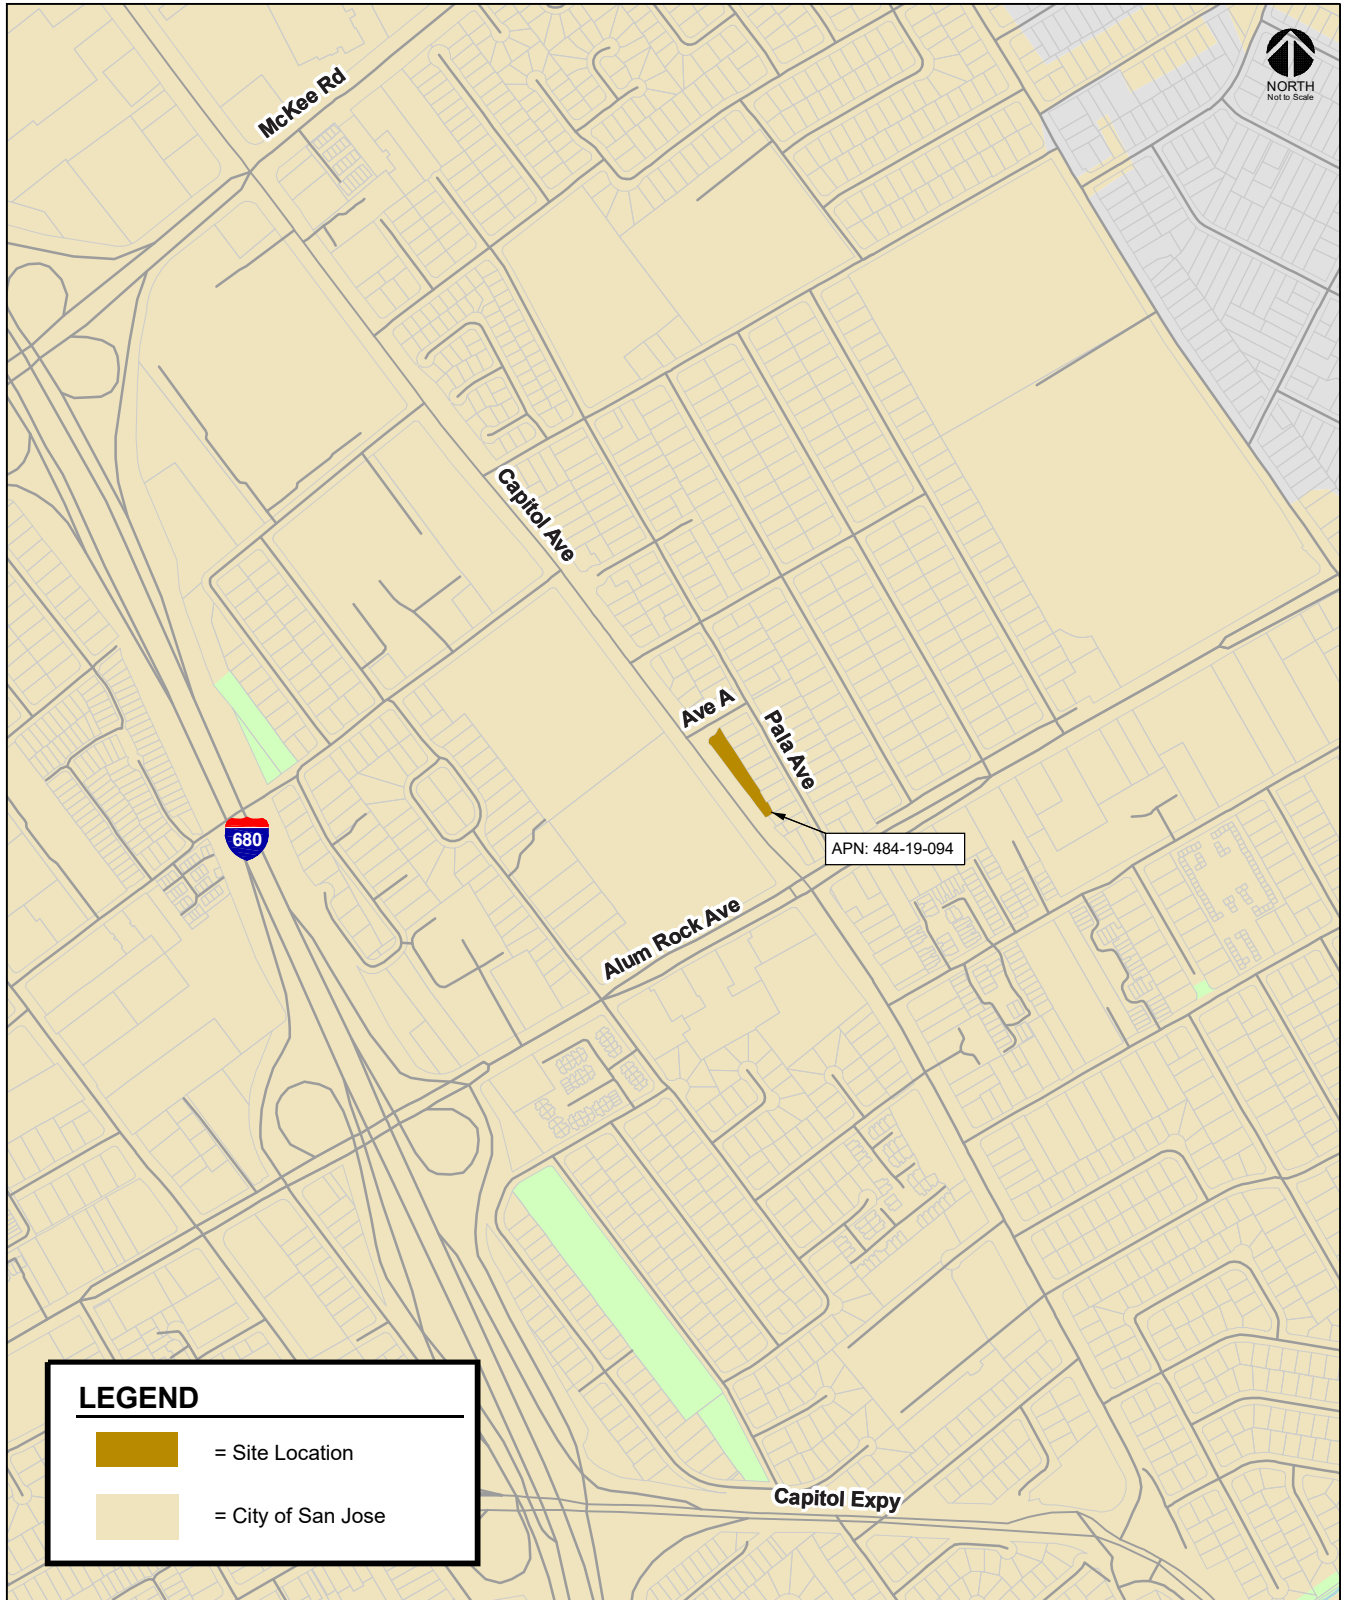 NORTH
Not to Scale
McKee Rd
Capitol Ave
Ave A
Pala Ave
APN: 484-19-094
680
Alum Rock Ave
Capitol Expy
LEGEND
= Site Location
= City of San Jose